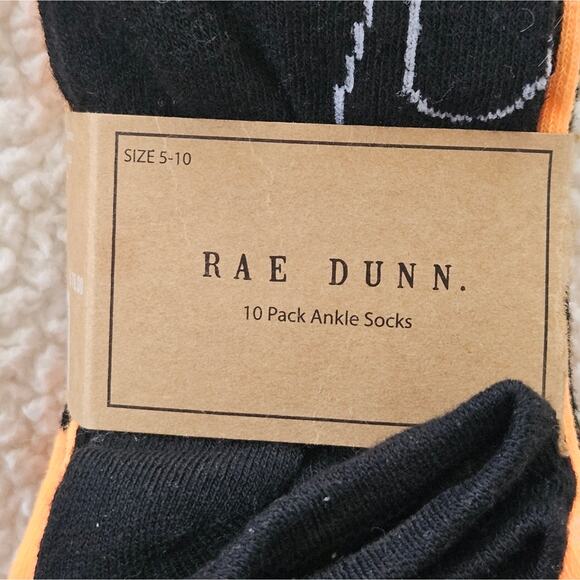 SIZE 5-10
RAE DUNN.
10 Pack Ankle Socks